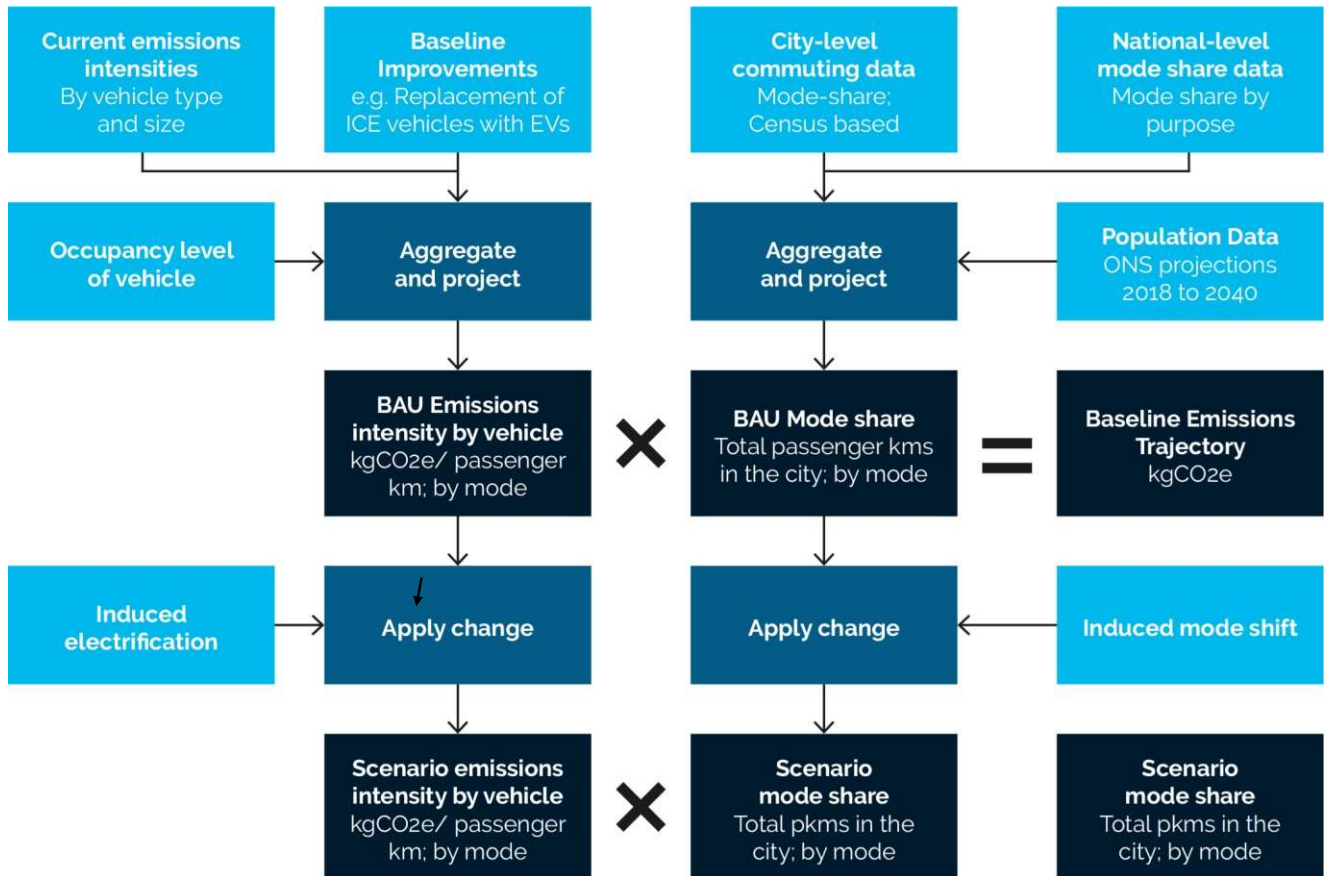 Current emissions
intensities
By vehicle type
and size
Baseline
Improvements
e.g. Replacement of
ICE vehicles with EVs
City-level
commuting data
Mode-share;
Census based
National-level
mode share data
Mode share by
purpose
Occupancy level
of vehicle
Aggregate
and project
Aggregate
and project
Population Data
ONS projections
2018 to 2040
BAU Emissions
intensity by vehicle
kgCO2e/ passenger
km; by mode
×
BAU Mode share
Total passenger kms
in the city; by mode
=
Baseline Emissions
Trajectory
kgCO2e
Induced
electrification
Apply change
Apply change
Induced mode shift
Scenario emissions
intensity by vehicle
kgCO2e/ passenger
km; by mode
×
Scenario
mode share
Total pkms in the
city; by mode
Scenario
mode share
Total pkms in the
city; by mode